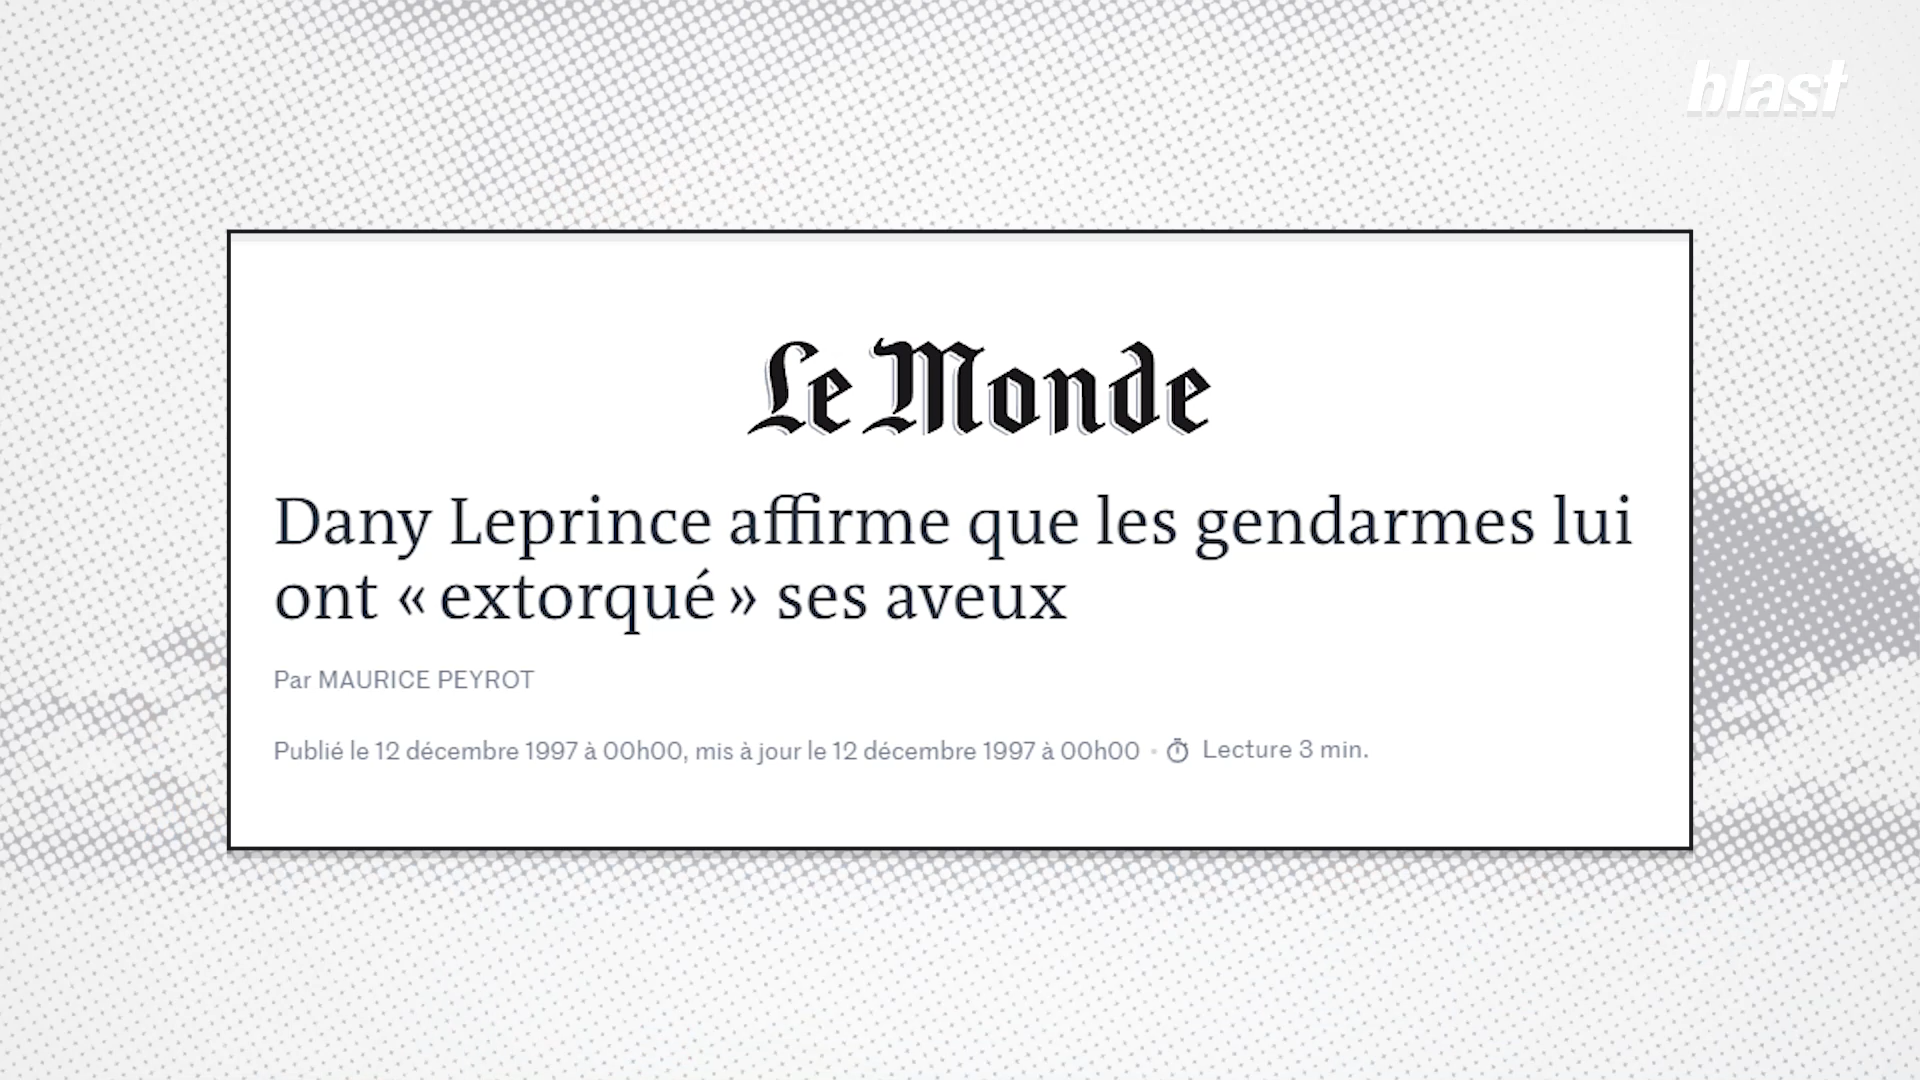 blast
Le Monde
Dany Leprince affirme que les gendarmes lui
ont « extorqué » ses aveux
Par MAURICE PEYROT
Publié le 12 décembre 1997 à 00h00, mis à jour le 12 décembre 1997 à 00h00 • Lecture 3 min.